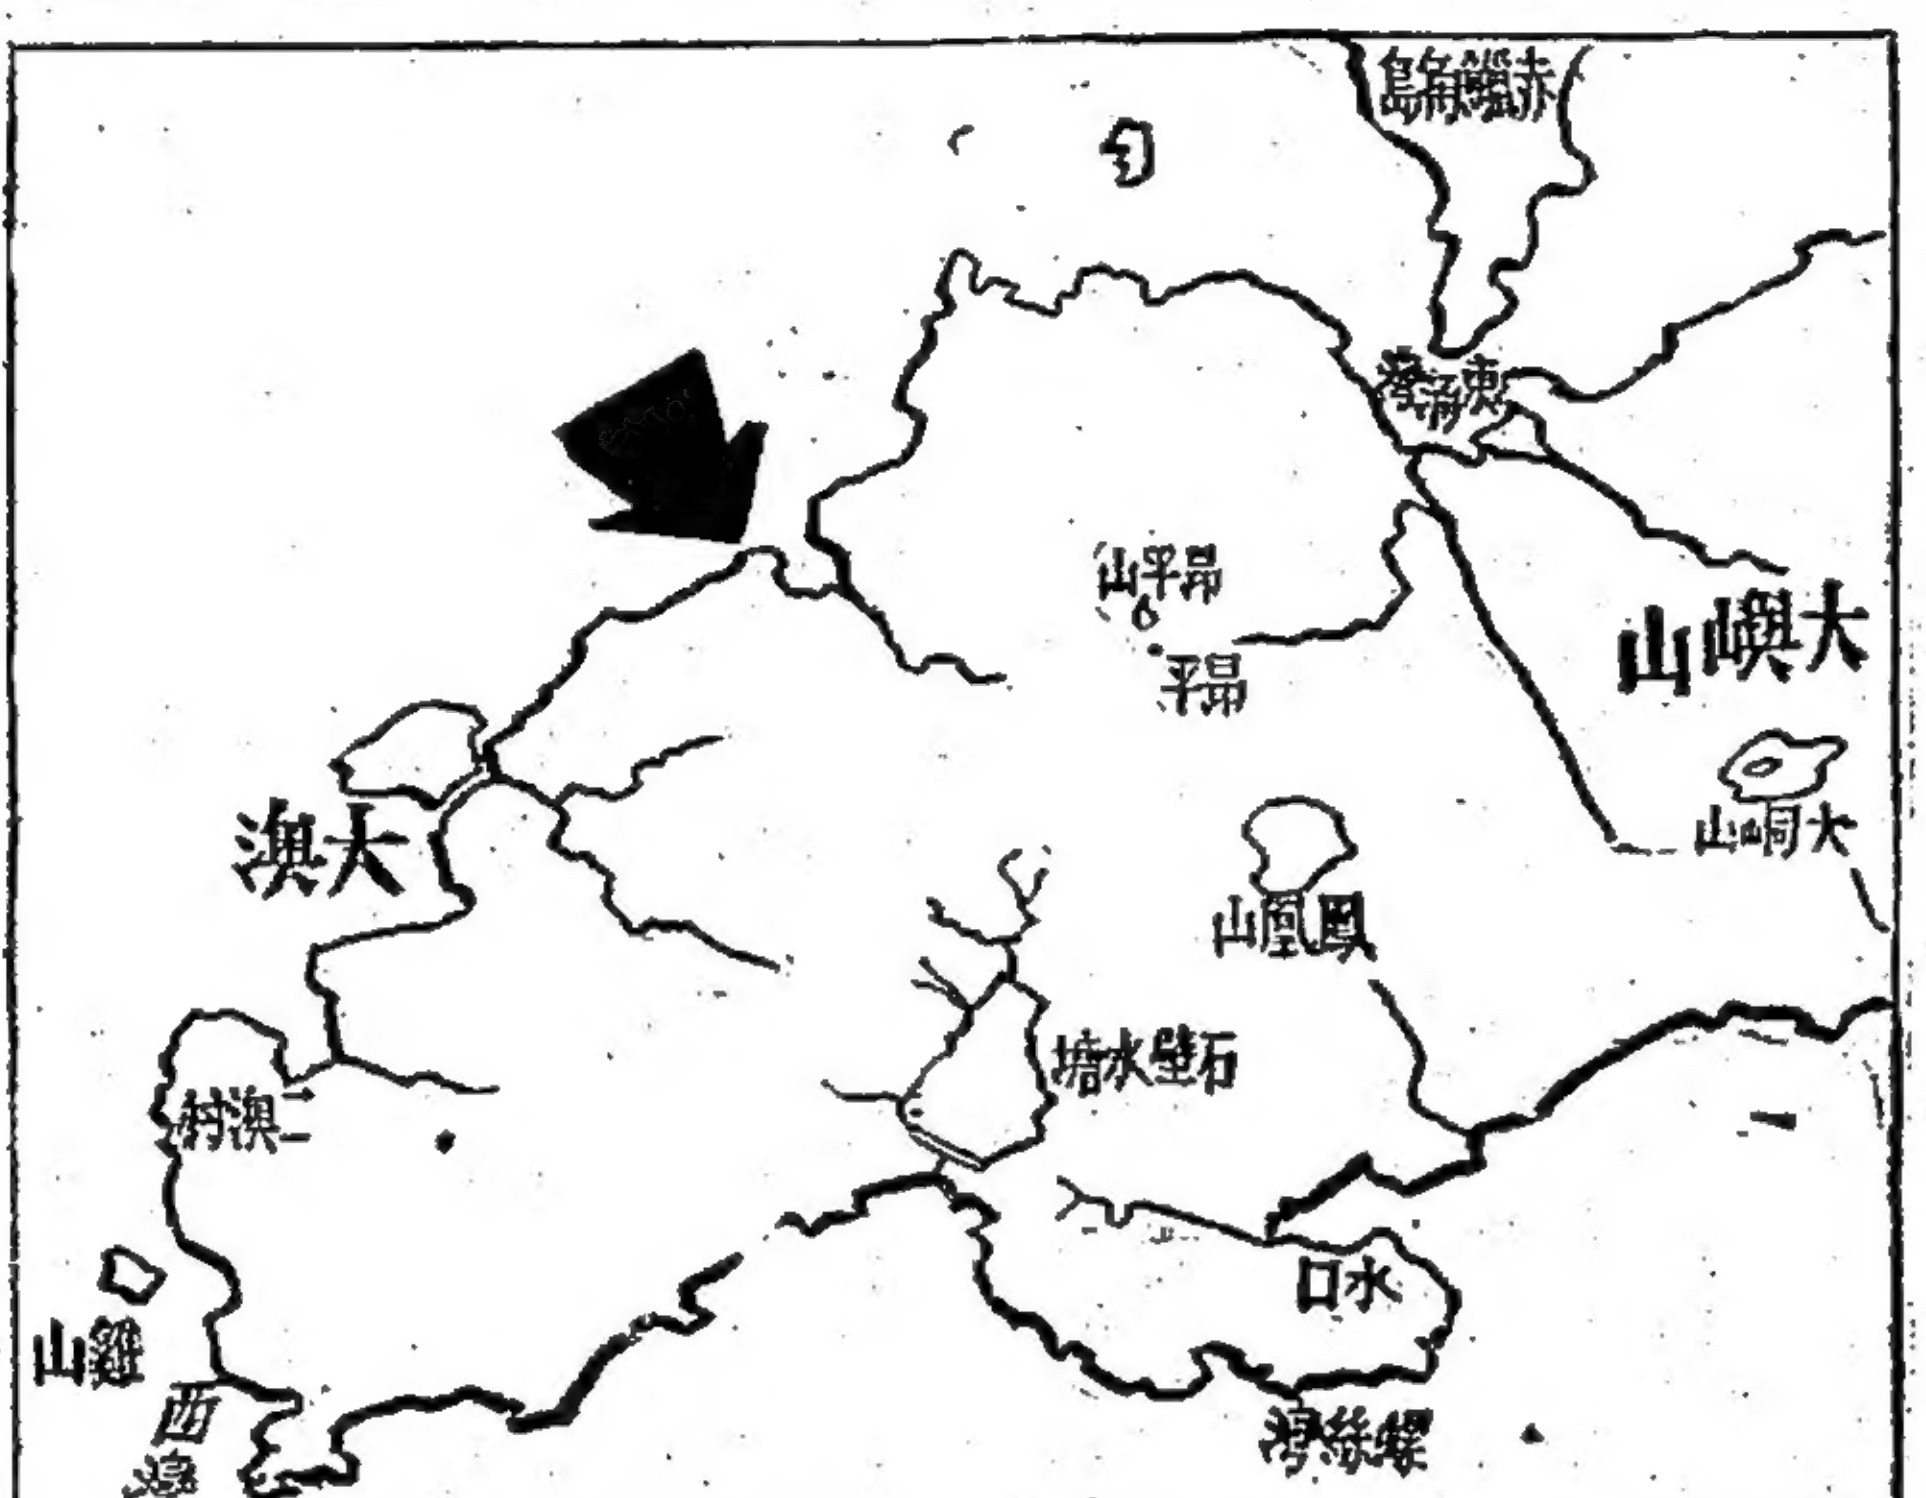 赤鱲角島
東涌灣
昂平山
昂平
大嶼山
大峒山
大澳
鳳凰山
石壁水塘
二澳村
水口
雞山
西灣
螺絲灣